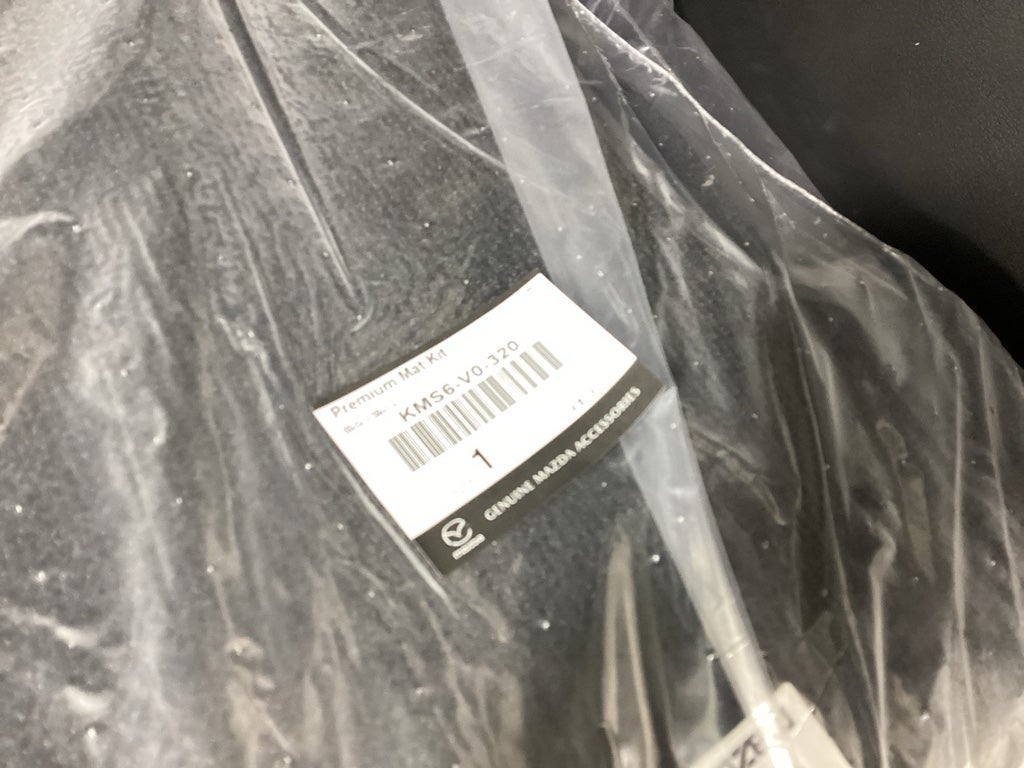 Premium Mat Kit
KMS6-V0-320
1
GENUINE MAZDA ACCESSORIES